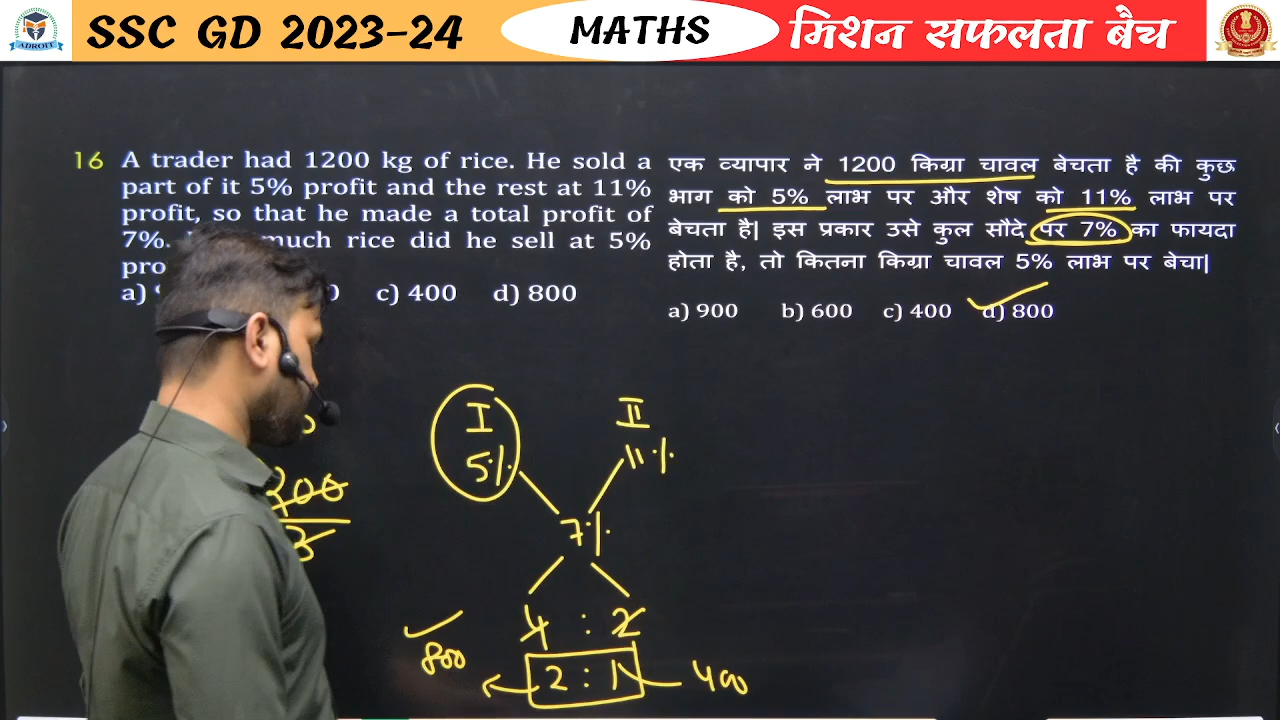 SSC GD 2023-24
MATHS
मिशन सफलता बैच
ADROIT
16 A trader had 1200 kg of rice. He sold a
part of it 5% profit and the rest at 11%
profit, so that he made a total profit of
7%. much rice did he sell at 5%
pro
a) c) 400 d) 800
एक व्यापार ने 1200 किग्रा चावल बेचता है की कुछ
भाग को 5% लाभ पर और शेष को 11% लाभ पर
बेचता है| इस प्रकार उसे कुल सौदे पर 7% का फायदा
होता है, तो कितना किग्रा चावल 5% लाभ पर बेचा|
a) 900 b) 600 c) 400 d) 800
I II
5% 11%
7%
4 : 2
2 : 1
800
400
3